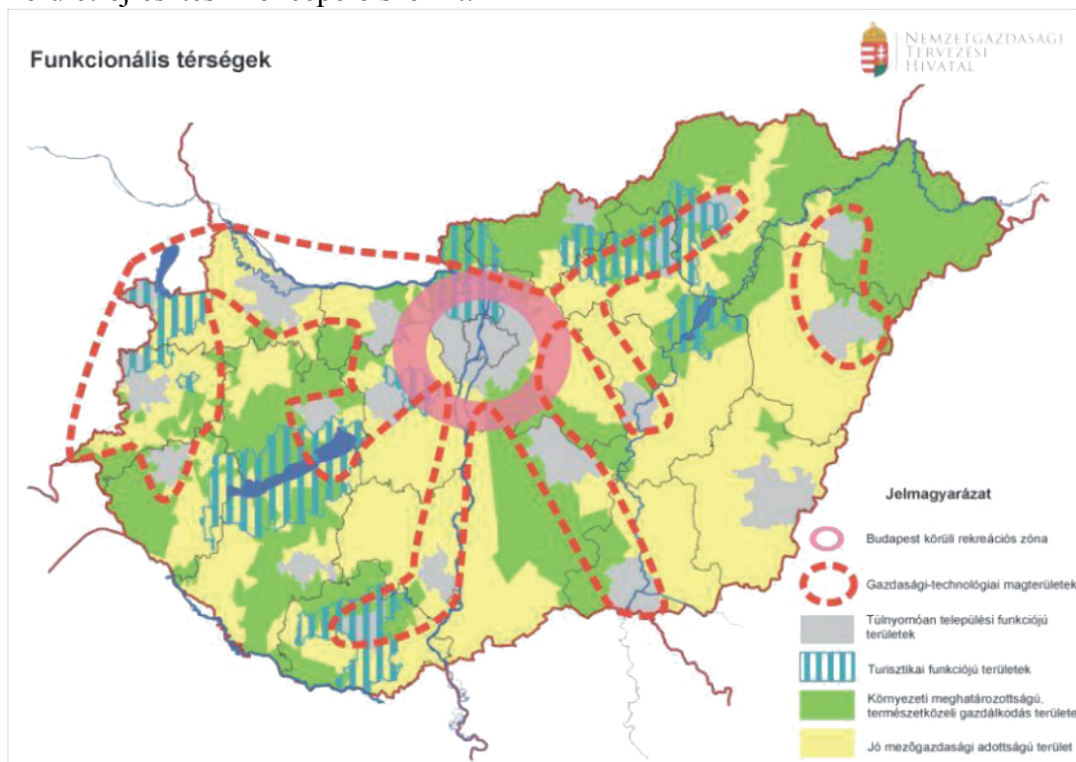 Funkcionális térségek
NEMZETGAZDASÁGI
TERVEZÉSI
HIVATAL
Jelmagyarázat
Budapest körüli rekreációs zóna
Gazdasági-technológiai magterületek
Túlnyomóan települési funkciójú
területek
Turisztikai funkciójú területek
Környezeti meghatározottságú,
természetközeli gazdálkodás területe
Jó mezőgazdasági adottságú terület